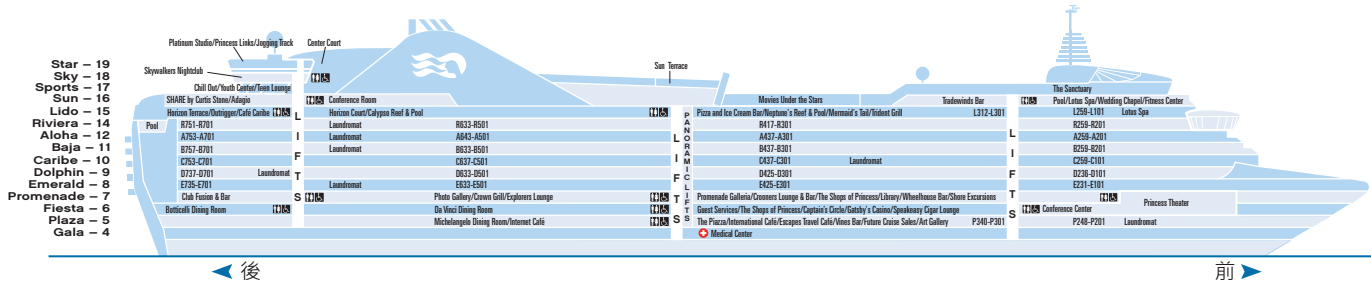 Platinum Studio/Princess Links/Jogging Track
Center Court
Star – 19
Sky – 18
Skywalkers Nightclub
Sun Terrace
Sports – 17
Chill Out/Youth Center/Teen Lounge
The Sanctuary
Sun – 16
SHARE by Curtis Stone/Adagio
Conference Room
Movies Under the Stars
Tradewinds Bar
Pool/Lotus Spa/Wedding Chapel/Fitness Center
Lido – 15
Horizon Terrace/Outrigger/Café Caribe
Horizon Court/Calypso Reef & Pool
Pizza and Ice Cream Bar/Neptune's Reef & Pool/Mermaid's Tail/Trident Grill
L312-L301
L259-L101
Lotus Spa
Riviera – 14
Pool
R751-R701
Laundromat
R633-R501
R417-R301
R259-R201
Aloha – 12
A753-A701
Laundromat
A643-A501
A437-A301
A259-A201
Baja – 11
B757-B701
Laundromat
B633-B501
B437-B301
B259-B201
Caribe – 10
C753-C701
C637-C501
C437-C301
Laundromat
C259-C101
Dolphin – 9
D737-D701
Laundromat
D633-D501
D425-D301
D236-D101
Emerald – 8
E735-E701
Laundromat
E633-E501
E425-E301
E231-E101
Promenade – 7
Club Fusion & Bar
Photo Gallery/Crown Grill/Explorers Lounge
Promenade Galleria/Crooners Lounge & Bar/The Shops of Princess/Library/Wheelhouse Bar/Shore Excursions
Princess Theater
Fiesta – 6
Botticelli Dining Room
Da Vinci Dining Room
Guest Services/The Shops of Princess/Captain's Circle/Gatsby's Casino/Speakeasy Cigar Lounge
Conference Center
Plaza – 5
Michelangelo Dining Room/Internet Café
The Piazza/International Café/Escapes Travel Café/Vines Bar/Future Cruise Sales/Art Gallery
P340-P301
P248-P201
Laundromat
Gala – 4
Medical Center
LIFTS
LIFTS
PANORAMIC LIFTS
LIFTS
後
前